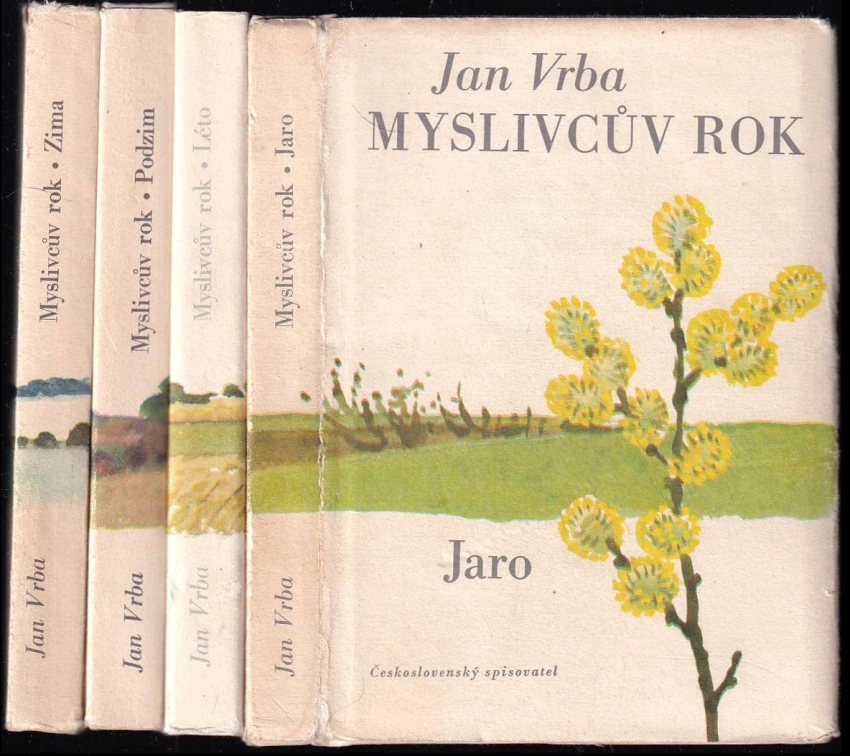 Jan Vrba Myslivcův rok • Zima
Jan Vrba Myslivcův rok • Podzim
Jan Vrba Myslivcův rok • Léto
Jan Vrba Myslivcův rok • Jaro
Jan Vrba
MYSLIVCŮV ROK
Jaro
Československý spisovatel